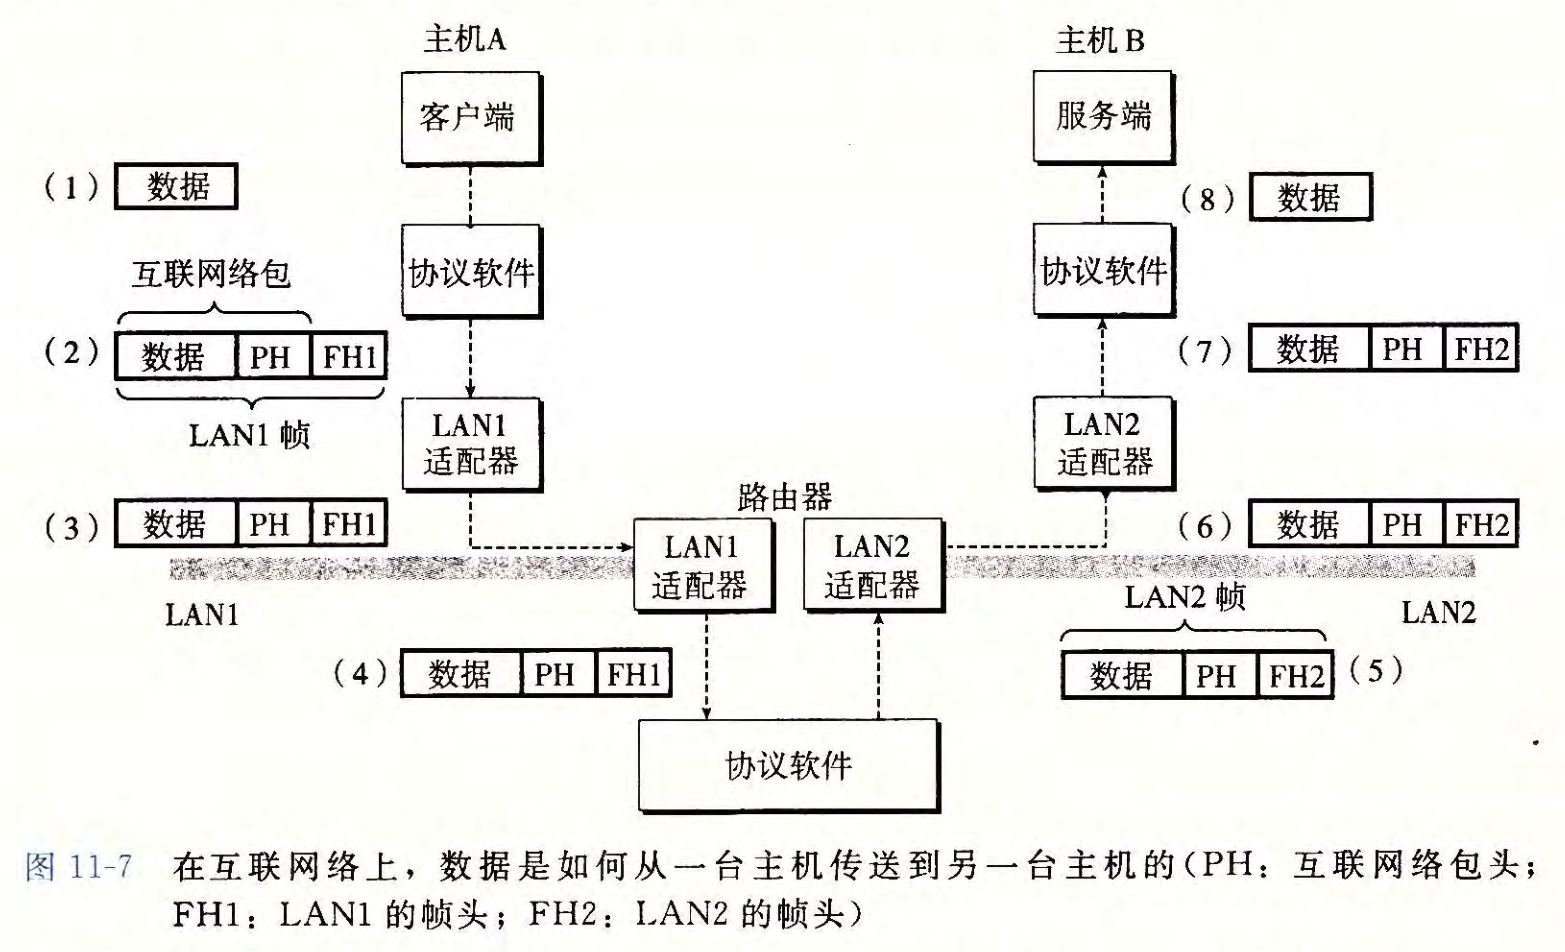 主机A
主机 B
客户端
服务端
(1) 数据
(8) 数据
协议软件
协议软件
互联网络包
(2) 数据 PH FH1
(7) 数据 PH FH2
LAN1 帧
LAN1
适配器
LAN2
适配器
(3) 数据 PH FH1
路由器
(6) 数据 PH FH2
LAN1
适配器
LAN2
适配器
LAN1
LAN2 帧
LAN2
(4) 数据 PH FH1
数据 PH FH2 (5)
协议软件
图 11-7 在互联网络上，数据是如何从一台主机传送到另一台主机的（PH：互联网络包头；
FH1：LAN1 的帧头；FH2：LAN2 的帧头）